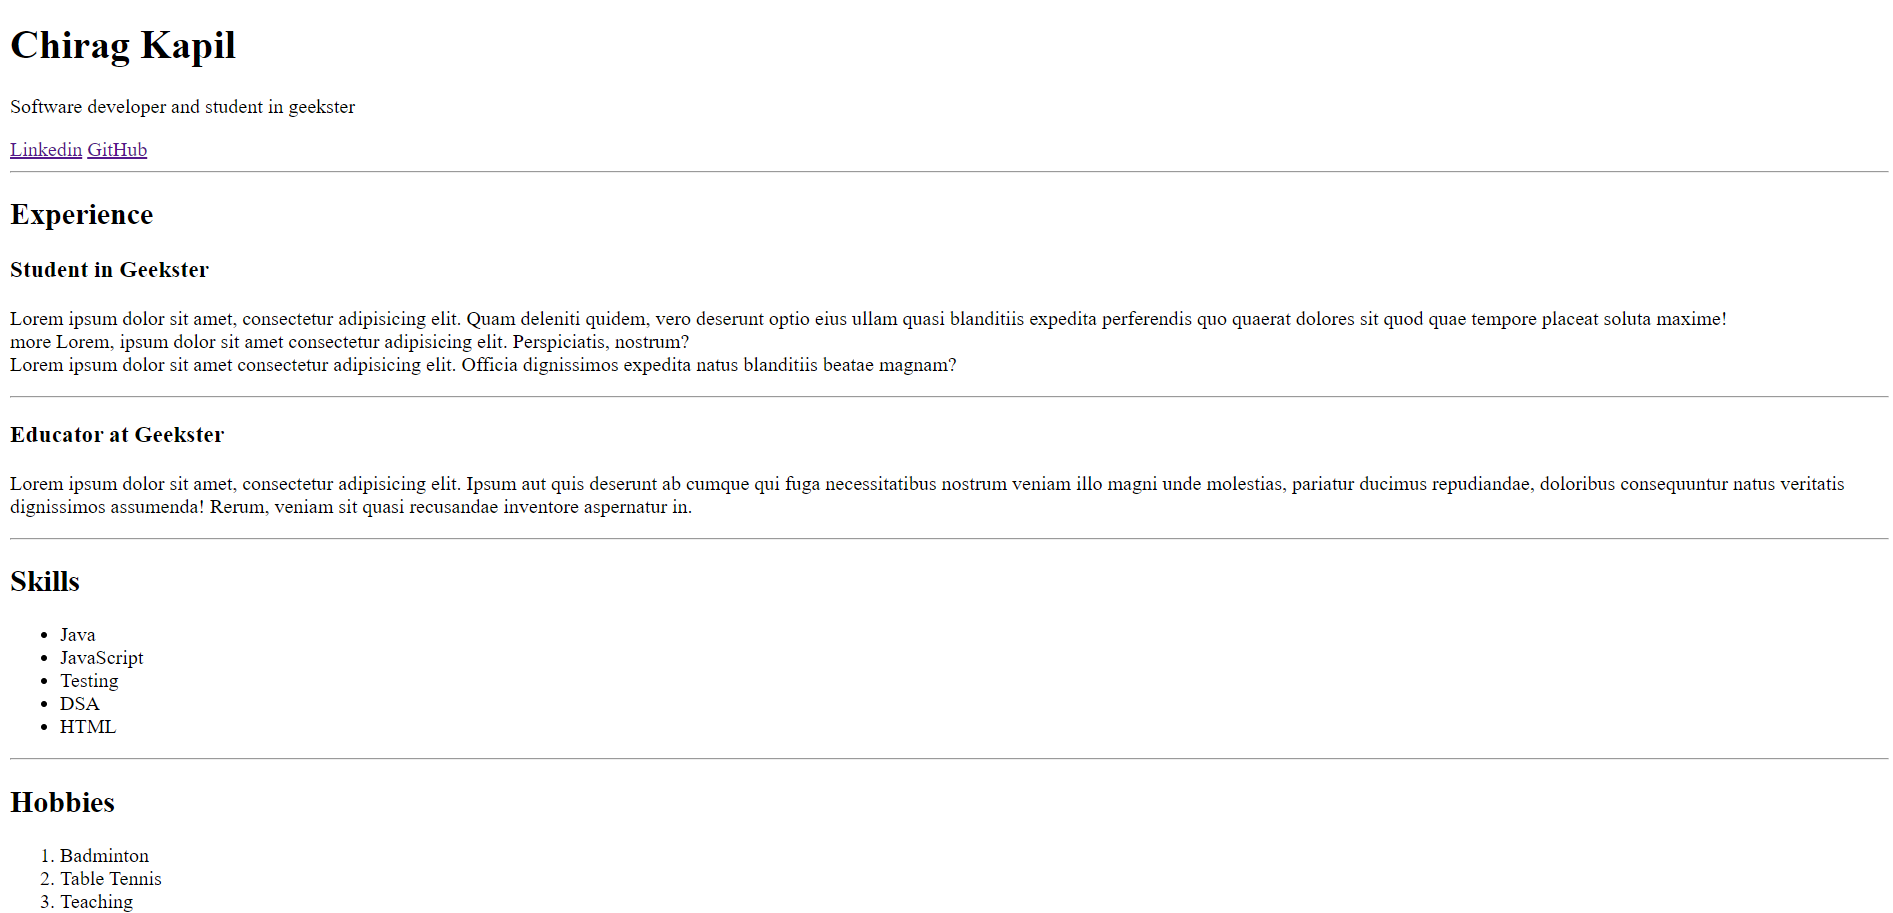 Chirag Kapil
Software developer and student in geekster
Linkedin GitHub
Experience
Student in Geekster
Lorem ipsum dolor sit amet, consectetur adipisicing elit. Quam deleniti quidem, vero deserunt optio eius ullam quasi blanditiis expedita perferendis quo quaerat dolores sit quod quae tempore placeat soluta maxime!
more Lorem, ipsum dolor sit amet consectetur adipisicing elit. Perspiciatis, nostrum?
Lorem ipsum dolor sit amet consectetur adipisicing elit. Officia dignissimos expedita natus blanditiis beatae magnam?
Educator at Geekster
Lorem ipsum dolor sit amet, consectetur adipisicing elit. Ipsum aut quis deserunt ab cumque qui fuga necessitatibus nostrum veniam illo magni unde molestias, pariatur ducimus repudiandae, doloribus consequuntur natus veritatis
dignissimos assumenda! Rerum, veniam sit quasi recusandae inventore aspernatur in.
Skills
• Java
• JavaScript
• Testing
• DSA
• HTML
Hobbies
1. Badminton
2. Table Tennis
3. Teaching